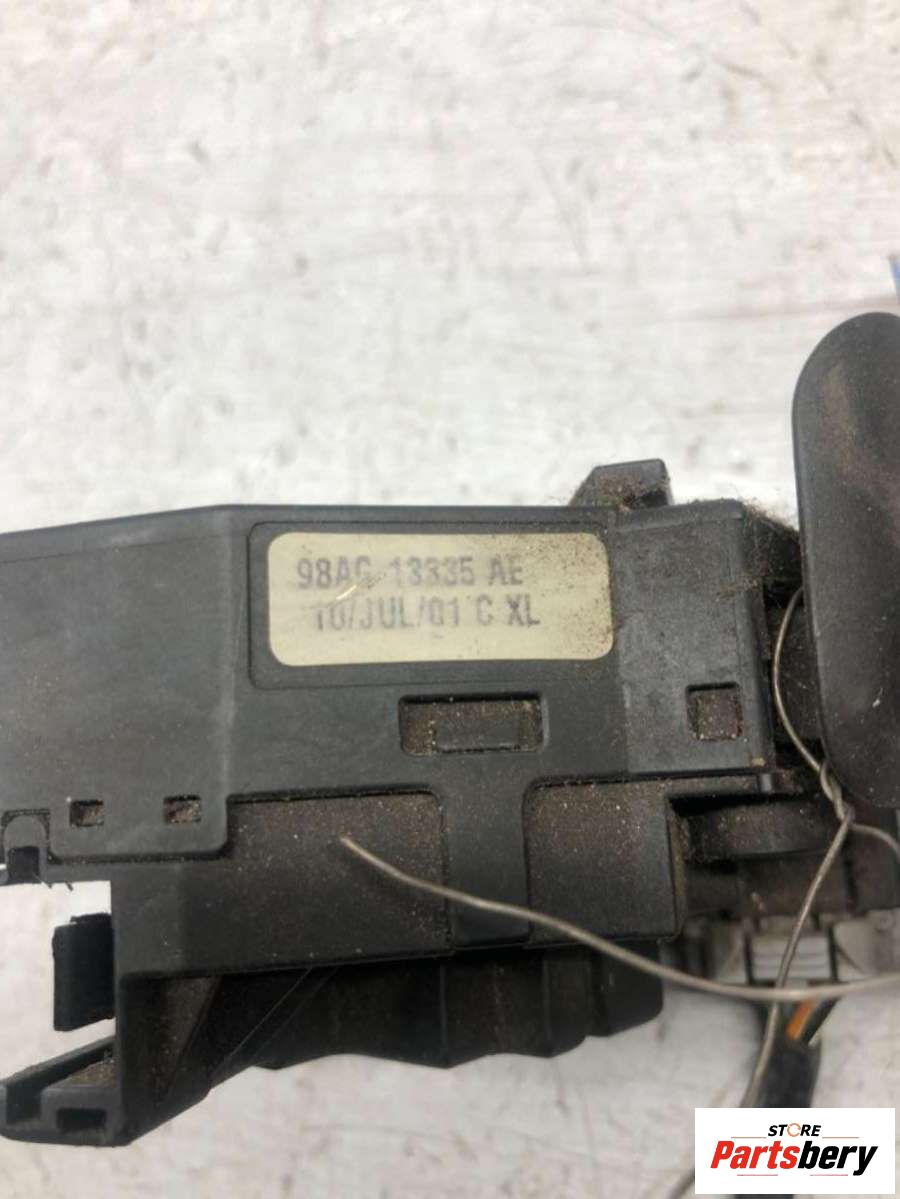 98AG 13335 AE
10/JUL/01 C XL
STORE
Partsbery